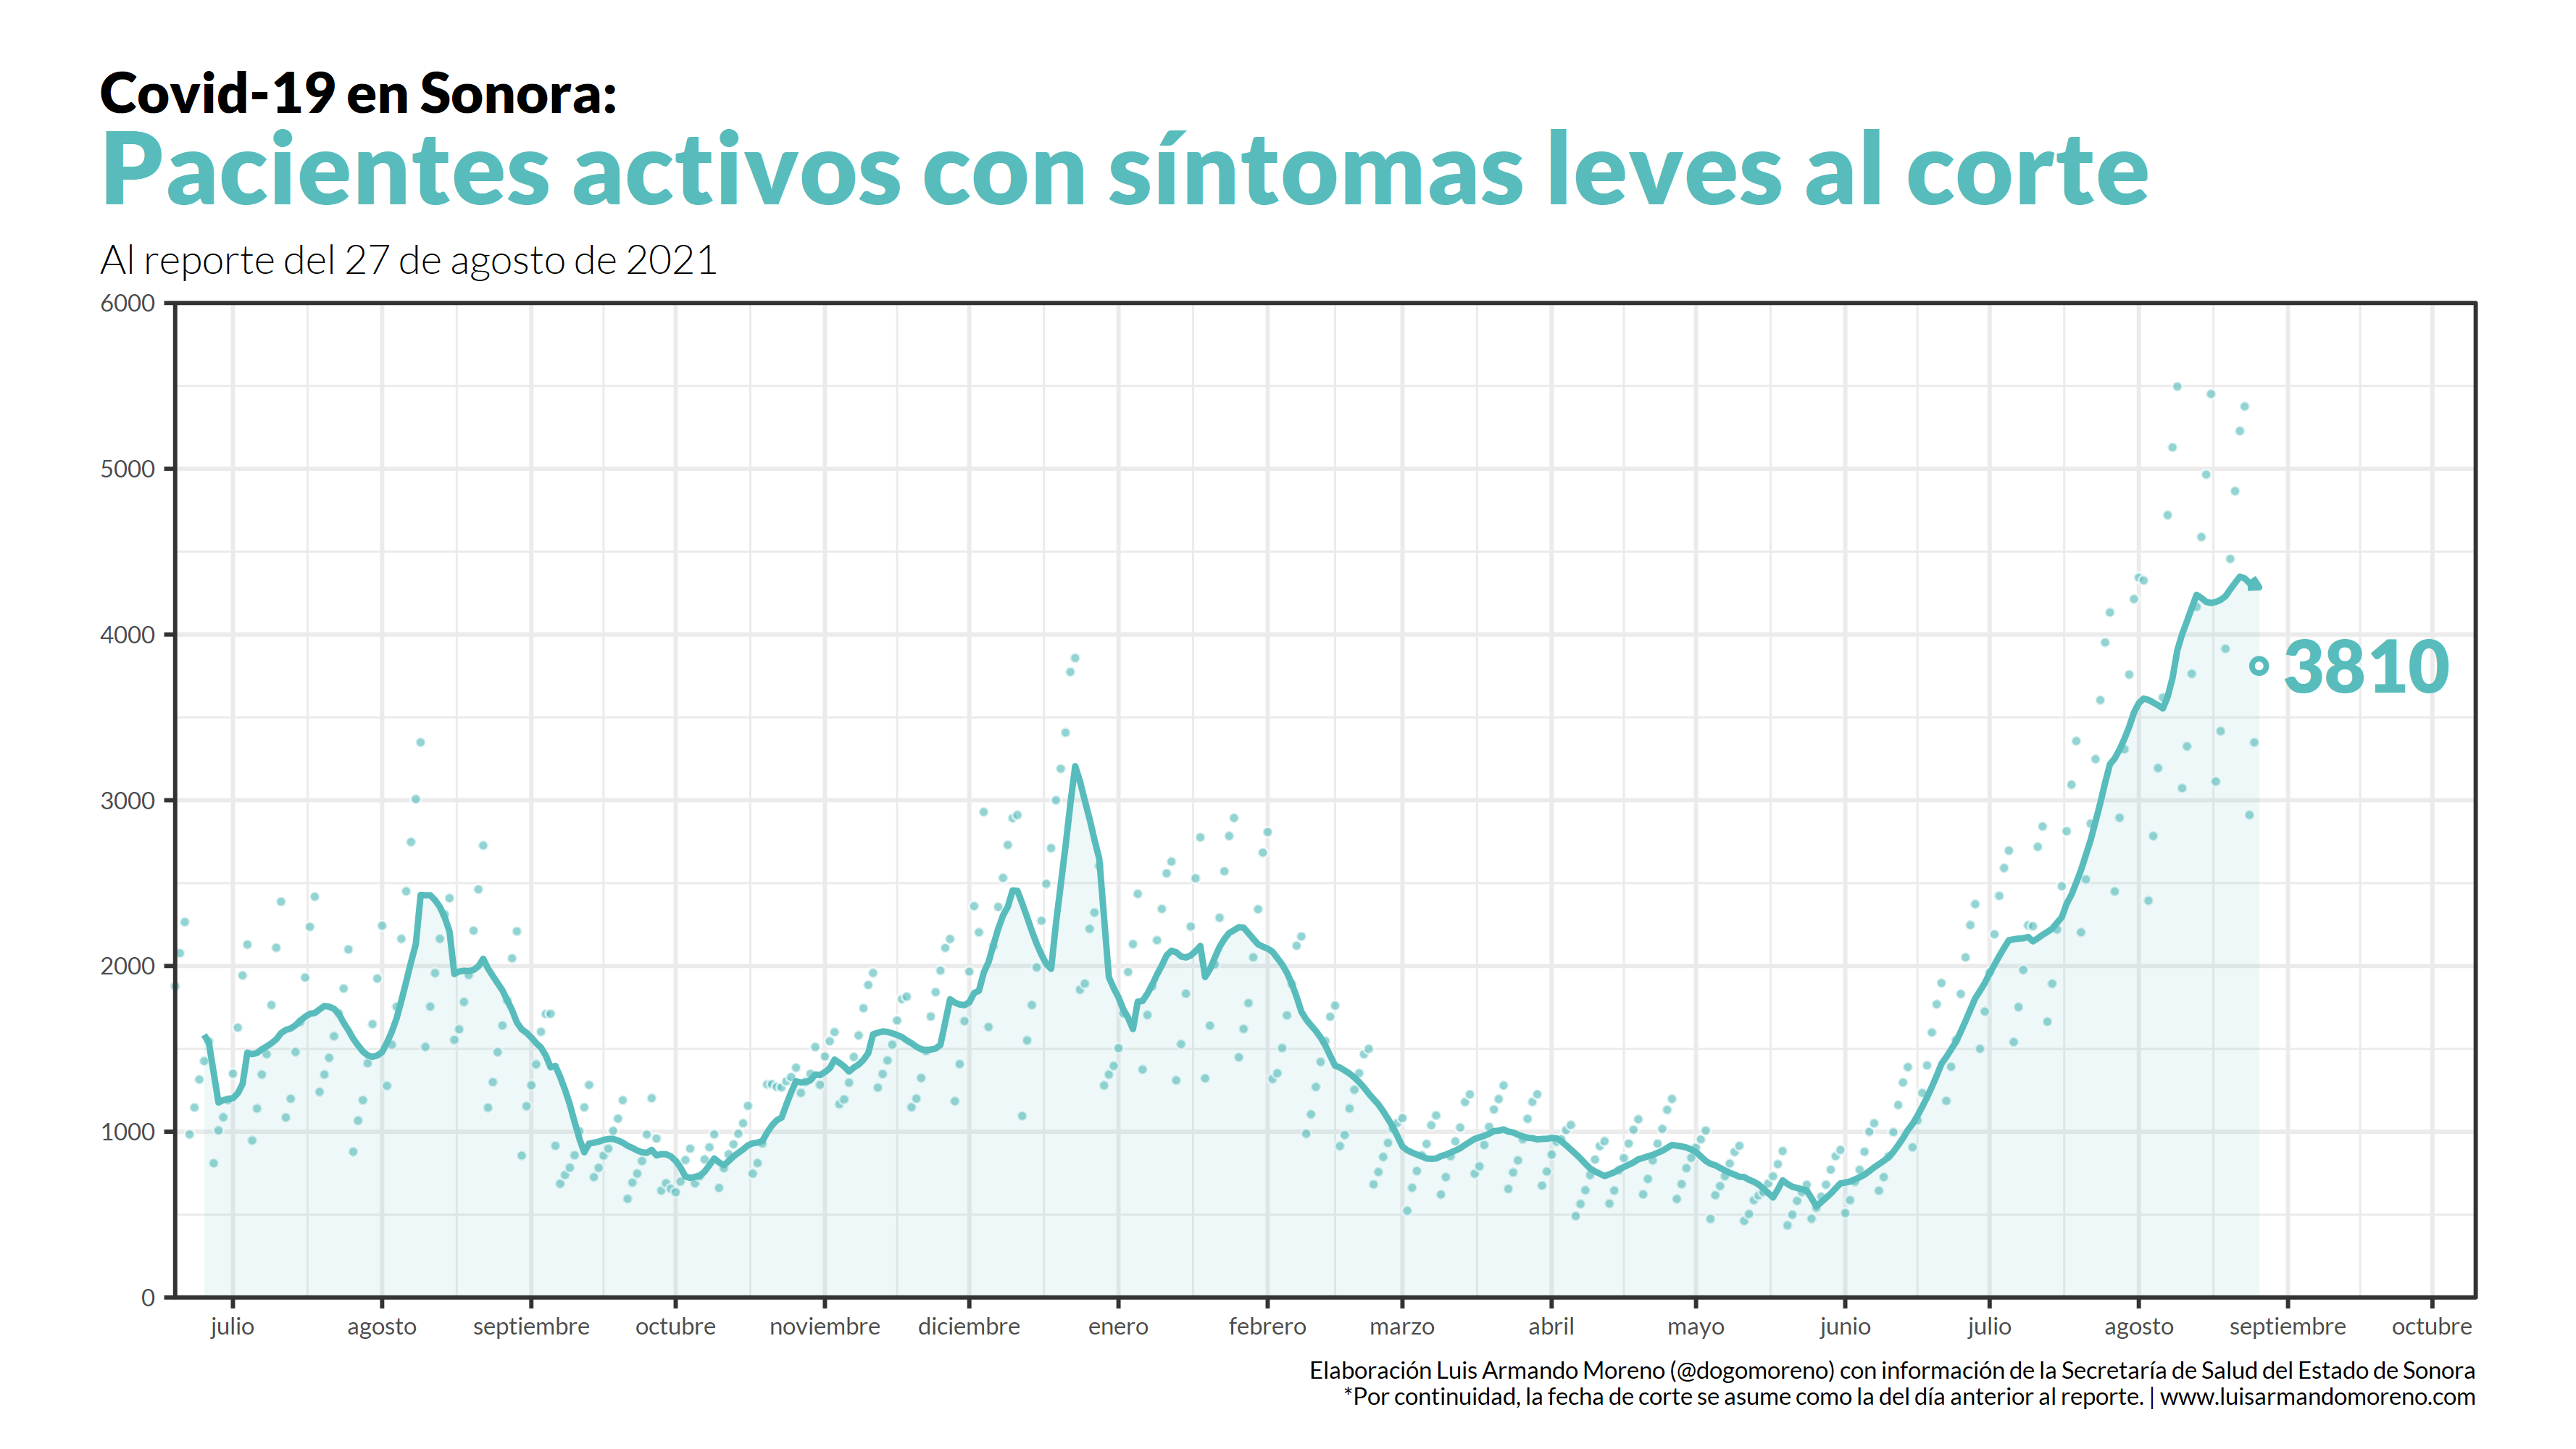 Covid-19 en Sonora:
Pacientes activos con síntomas leves al corte
Al reporte del 27 de agosto de 2021
6000
5000
4000
3000
2000
1000
0
3810
julio agosto septiembre octubre noviembre diciembre enero febrero marzo abril mayo junio julio agosto septiembre octubre
Elaboración Luis Armando Moreno (@dogomoreno) con información de la Secretaría de Salud del Estado de Sonora
*Por continuidad, la fecha de corte se asume como la del día anterior al reporte. | www.luisarmandomoreno.com